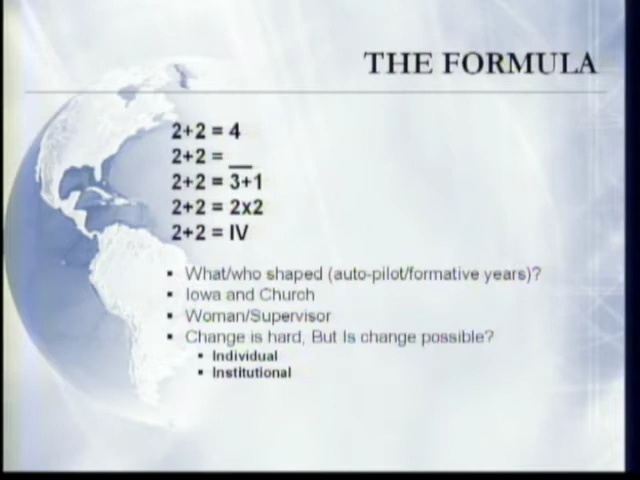 THE FORMULA
2+2 = 4
2+2 = __
2+2 = 3+1
2+2 = 2x2
2+2 = IV
▪ What/who shaped (auto-pilot/formative years)?
▪ Iowa and Church
▪ Woman/Supervisor
▪ Change is hard, But Is change possible?
▪ Individual
▪ Institutional